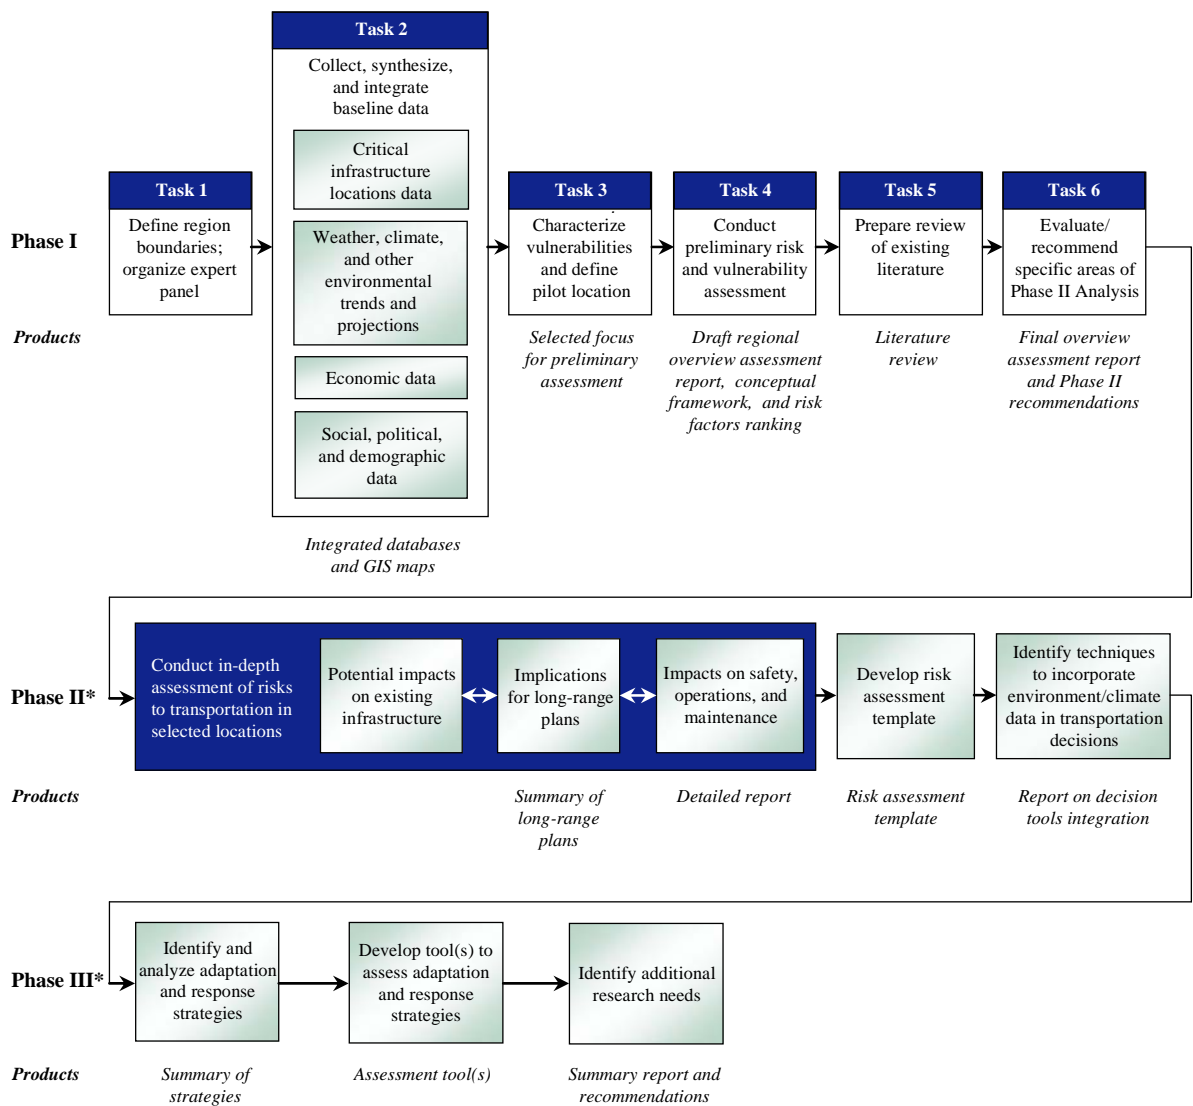 Task 2
Collect, synthesize,
and integrate
baseline data
Critical
infrastructure
locations data
Weather, climate,
and other
environmental
trends and
projections
Economic data
Social, political,
and demographic
data
Integrated databases
and GIS maps
Phase I
Task 1
Define region
boundaries;
organize expert
panel
Task 3
Characterize
vulnerabilities
and define
pilot location
Task 4
Conduct
preliminary risk
and vulnerability
assessment
Task 5
Prepare review
of existing
literature
Task 6
Evaluate/
recommend
specific areas of
Phase II Analysis
Products
Selected focus
for preliminary
assessment
Draft regional
overview assessment
report, conceptual
framework, and risk
factors ranking
Literature
review
Final overview
assessment report
and Phase II
recommendations
Phase II*
Conduct in-depth
assessment of risks
to transportation in
selected locations
Potential impacts
on existing
infrastructure
Implications
for long-range
plans
Impacts on safety,
operations, and
maintenance
Develop risk
assessment
template
Identify techniques
to incorporate
environment/climate
data in transportation
decisions
Products
Summary of
long-range
plans
Detailed report
Risk assessment
template
Report on decision
tools integration
Phase III*
Identify and
analyze adaptation
and response
strategies
Develop tool(s) to
assess adaptation
and response
strategies
Identify additional
research needs
Products
Summary of
strategies
Assessment tool(s)
Summary report and
recommendations